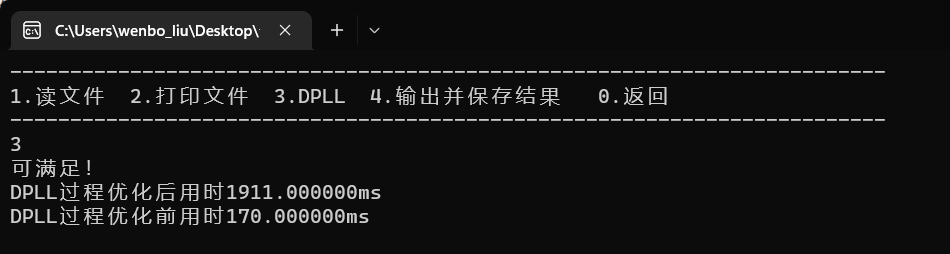 C:\Users\wenbo_liu\Desktop\
1.读文件  2.打印文件  3.DPLL  4.输出并保存结果   0.返回
3
可满足!
DPLL过程优化后用时1911.000000ms
DPLL过程优化前用时170.000000ms